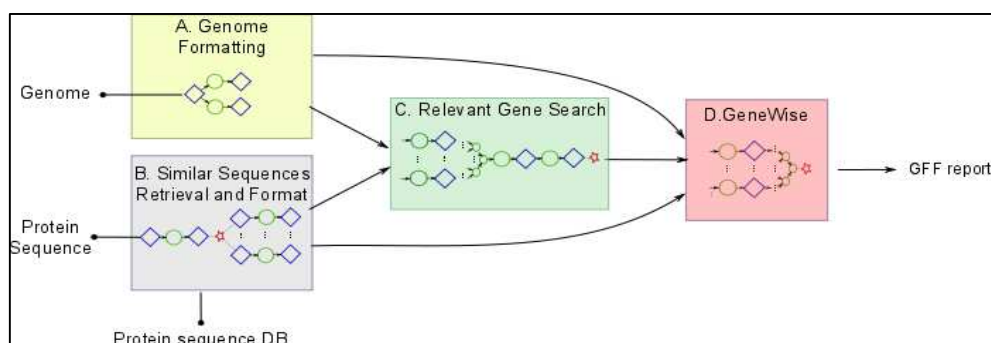 A. Genome
Formatting
Genome
C. Relevant Gene Search
D.GeneWise
B. Similar Sequences
Retrieval and Format
GFF report
Protein
Sequence
Protein sequence DB